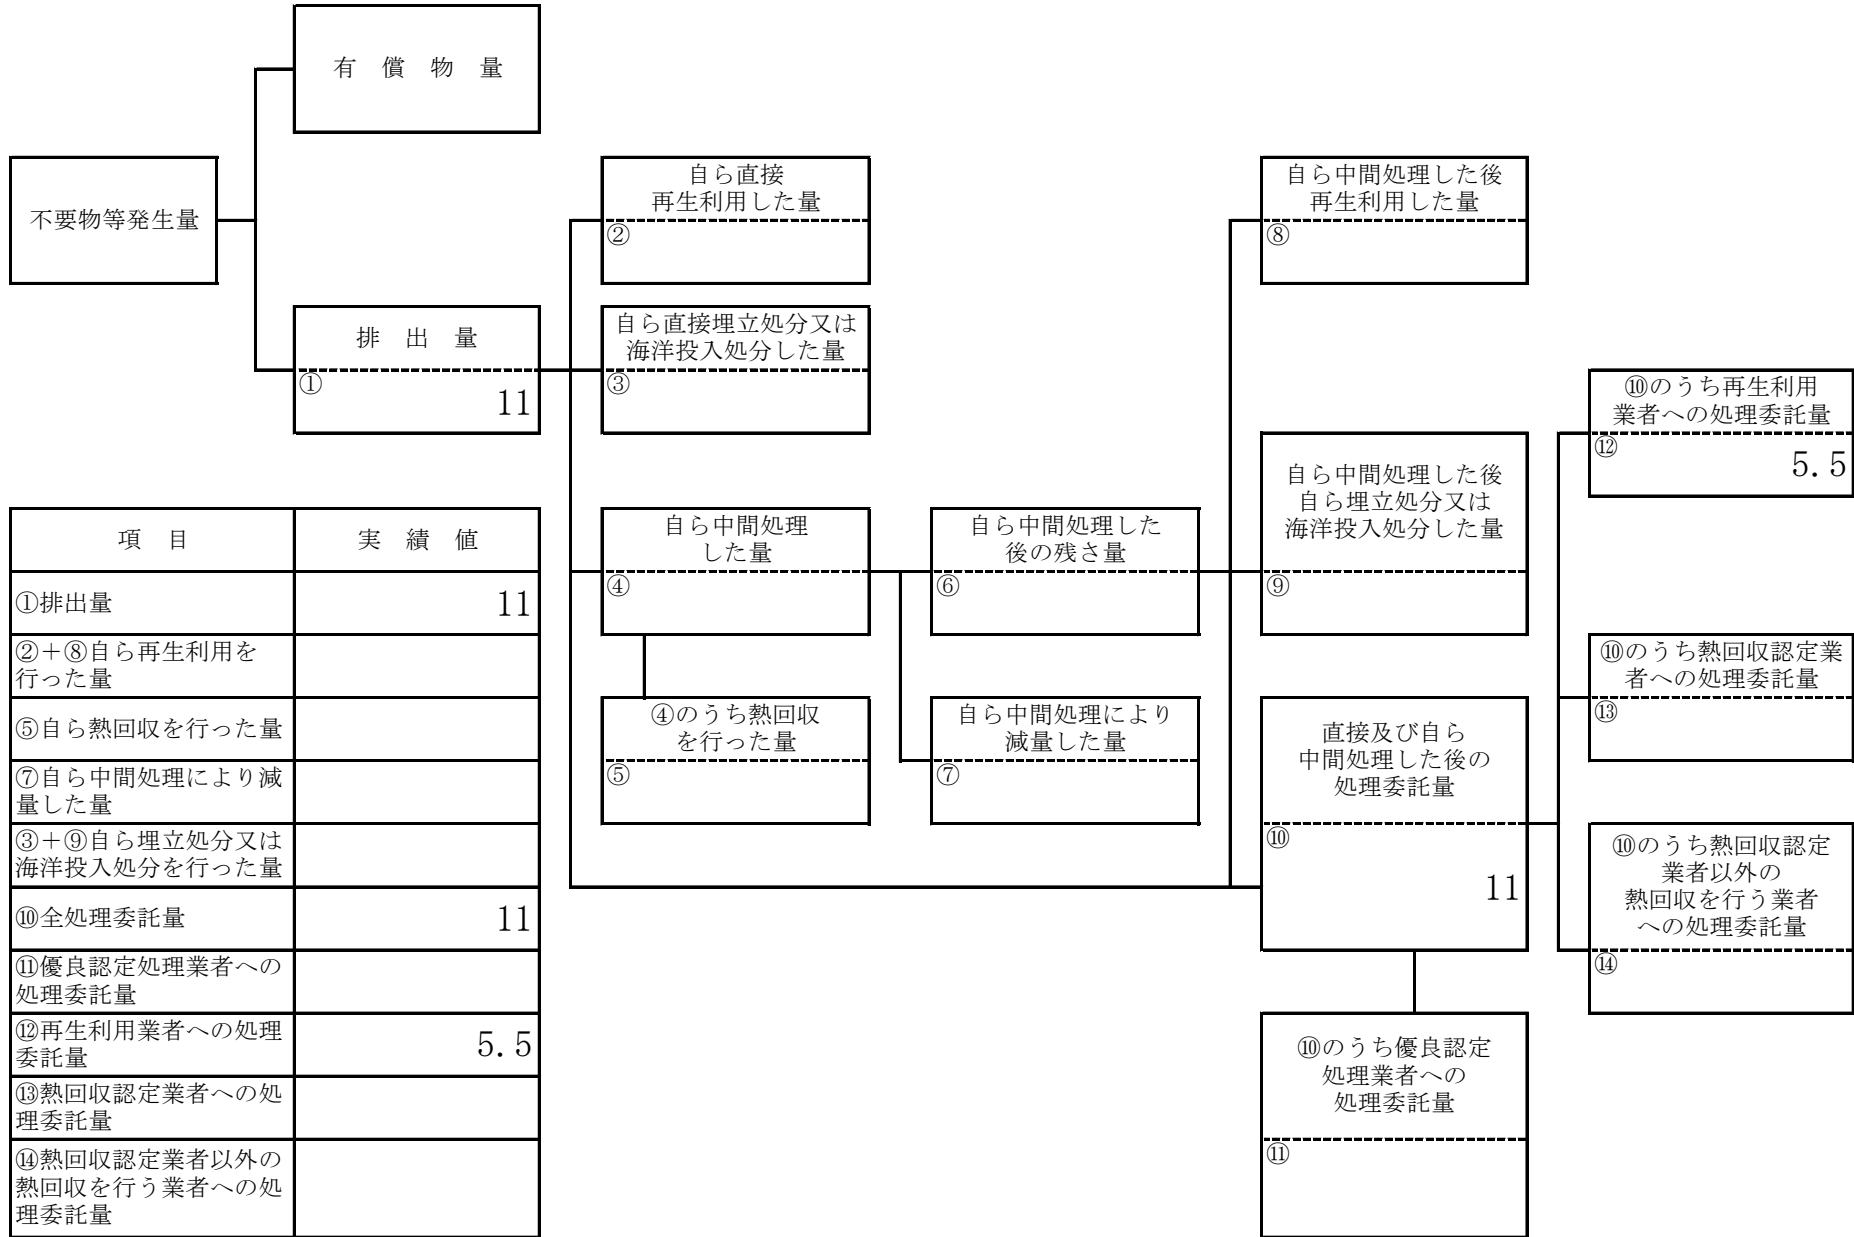 有　償　物　量
不要物等発生量
排　出　量
①
11
自ら直接
再生利用した量
②
自ら直接埋立処分又は
海洋投入処分した量
③
自ら中間処理
した量
④
④のうち熱回収
を行った量
⑤
自ら中間処理した
後の残さ量
⑥
自ら中間処理により
減量した量
⑦
自ら中間処理した後
再生利用した量
⑧
自ら中間処理した後
自ら埋立処分又は
海洋投入処分した量
⑨
直接及び自ら
中間処理した後の
処理委託量
⑩
11
⑩のうち優良認定
処理業者への
処理委託量
⑪
⑩のうち再生利用
業者への処理委託量
⑫
5.5
⑩のうち熱回収認定業
者への処理委託量
⑬
⑩のうち熱回収認定
業者以外の
熱回収を行う業者
への処理委託量
⑭
項　目　実　績　値
①排出量　11
②＋⑧自ら再生利用を
行った量
⑤自ら熱回収を行った量
⑦自ら中間処理により減
量した量
③＋⑨自ら埋立処分又は
海洋投入処分を行った量
⑩全処理委託量　11
⑪優良認定処理業者への
処理委託量
⑫再生利用業者への処理
委託量　5.5
⑬熱回収認定業者への処
理委託量
⑭熱回収認定業者以外の
熱回収を行う業者への処
理委託量